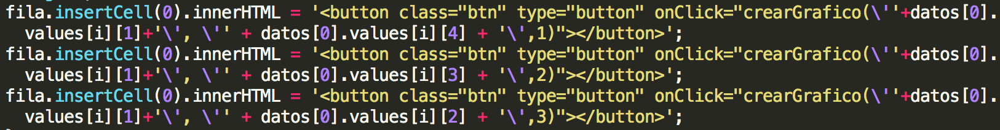 fila.insertCell(0).innerHTML = '<button class="btn" type="button" onClick="crearGrafico(\''+datos[0].
values[i][1]+'\', \'' + datos[0].values[i][4] + '\',1)"></button>';
fila.insertCell(0).innerHTML = '<button class="btn" type="button" onClick="crearGrafico(\''+datos[0].
values[i][1]+'\', \'' + datos[0].values[i][3] + '\',2)"></button>';
fila.insertCell(0).innerHTML = '<button class="btn" type="button" onClick="crearGrafico(\''+datos[0].
values[i][1]+'\', \'' + datos[0].values[i][2] + '\',3)"></button>';